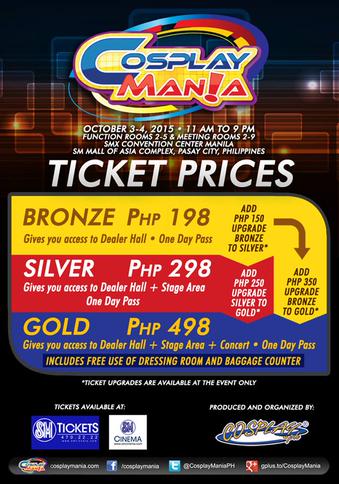 COSPLAY
MANIA
OCTOBER 3-4, 2015 • 11 AM TO 9 PM
FUNCTION ROOMS 2-5 & MEETING ROOMS 2-9
SMX CONVENTION CENTER MANILA
SM MALL OF ASIA COMPLEX, PASAY CITY, PHILIPPINES
TICKET PRICES
BRONZE PHP 198
Gives you access to Dealer Hall • One Day Pass
ADD
PHP 150
UPGRADE
BRONZE
TO SILVER*
SILVER PHP 298
Gives you access to Dealer Hall + Stage Area
One Day Pass
ADD
PHP 250
UPGRADE
SILVER TO
GOLD*
ADD
PHP 350
UPGRADE
BRONZE
TO GOLD*
GOLD PHP 498
Gives you access to Dealer Hall + Stage Area + Concert • One Day Pass
INCLUDES FREE USE OF DRESSING ROOM AND BAGGAGE COUNTER
*TICKET UPGRADES ARE AVAILABLE AT THE EVENT ONLY
TICKETS AVAILABLE AT:
SM TICKETS
470.22.22
SM
CINEMA
PRODUCED AND ORGANIZED BY:
COSPLAY
COSPLAY MANIA
cosplaymania.com
f /cosplaymania
@CosplayManiaPH
g+ gplus.to/CosplayMania